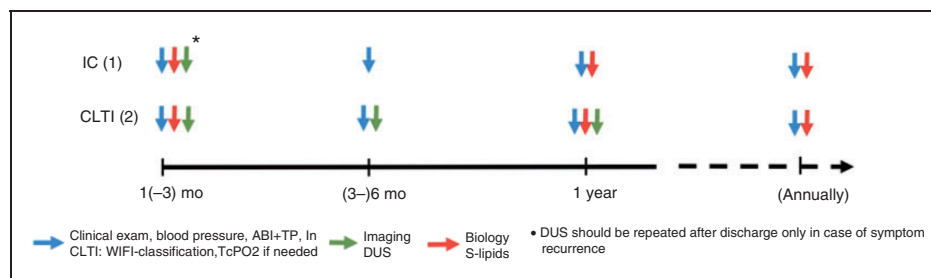 *
IC (1)
CLTI (2)
1(–3) mo
(3–)6 mo
1 year
(Annually)
Clinical exam, blood pressure, ABI+TP, In
CLTI: WIFI-classification,TcPO2 if needed
Imaging
DUS
Biology
S-lipids
• DUS should be repeated after discharge only in case of symptom
recurrence